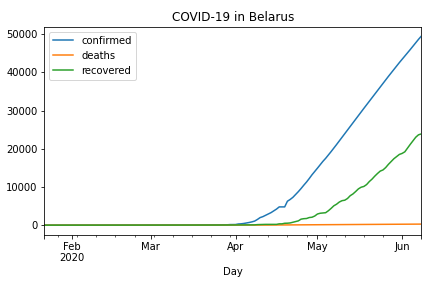 COVID-19 in Belarus
confirmed
deaths
recovered
50000
40000
30000
20000
10000
0
Feb Mar Apr May Jun
2020
Day